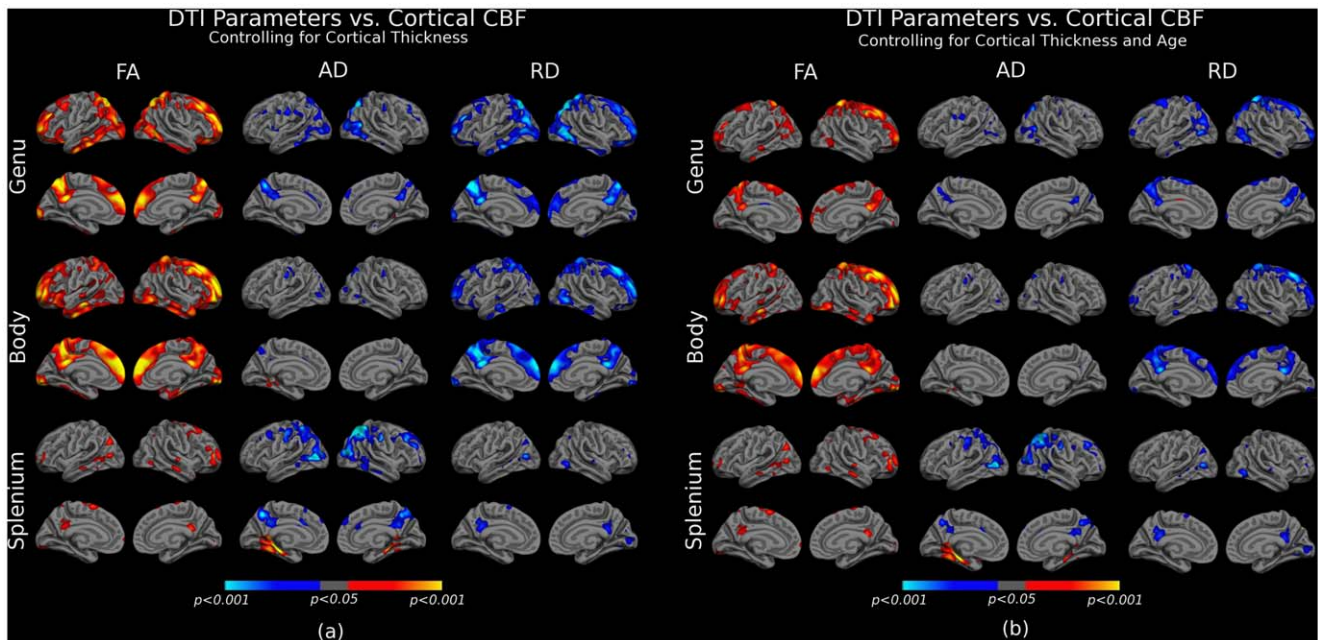 DTI Parameters vs. Cortical CBF
Controlling for Cortical Thickness
FA AD RD
Genu
Body
Splenium
p<0.001 p<0.05 p<0.001
(a)
DTI Parameters vs. Cortical CBF
Controlling for Cortical Thickness and Age
FA AD RD
Genu
Body
Splenium
p<0.001 p<0.05 p<0.001
(b)